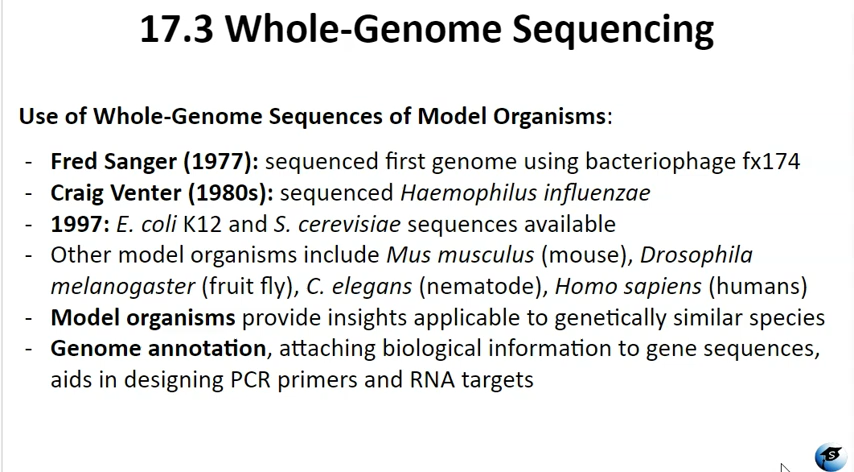 17.3 Whole-Genome Sequencing
Use of Whole-Genome Sequences of Model Organisms:
- Fred Sanger (1977): sequenced first genome using bacteriophage fx174
- Craig Venter (1980s): sequenced Haemophilus influenzae
- 1997: E. coli K12 and S. cerevisiae sequences available
- Other model organisms include Mus musculus (mouse), Drosophila
melanogaster (fruit fly), C. elegans (nematode), Homo sapiens (humans)
- Model organisms provide insights applicable to genetically similar species
- Genome annotation, attaching biological information to gene sequences,
aids in designing PCR primers and RNA targets
S